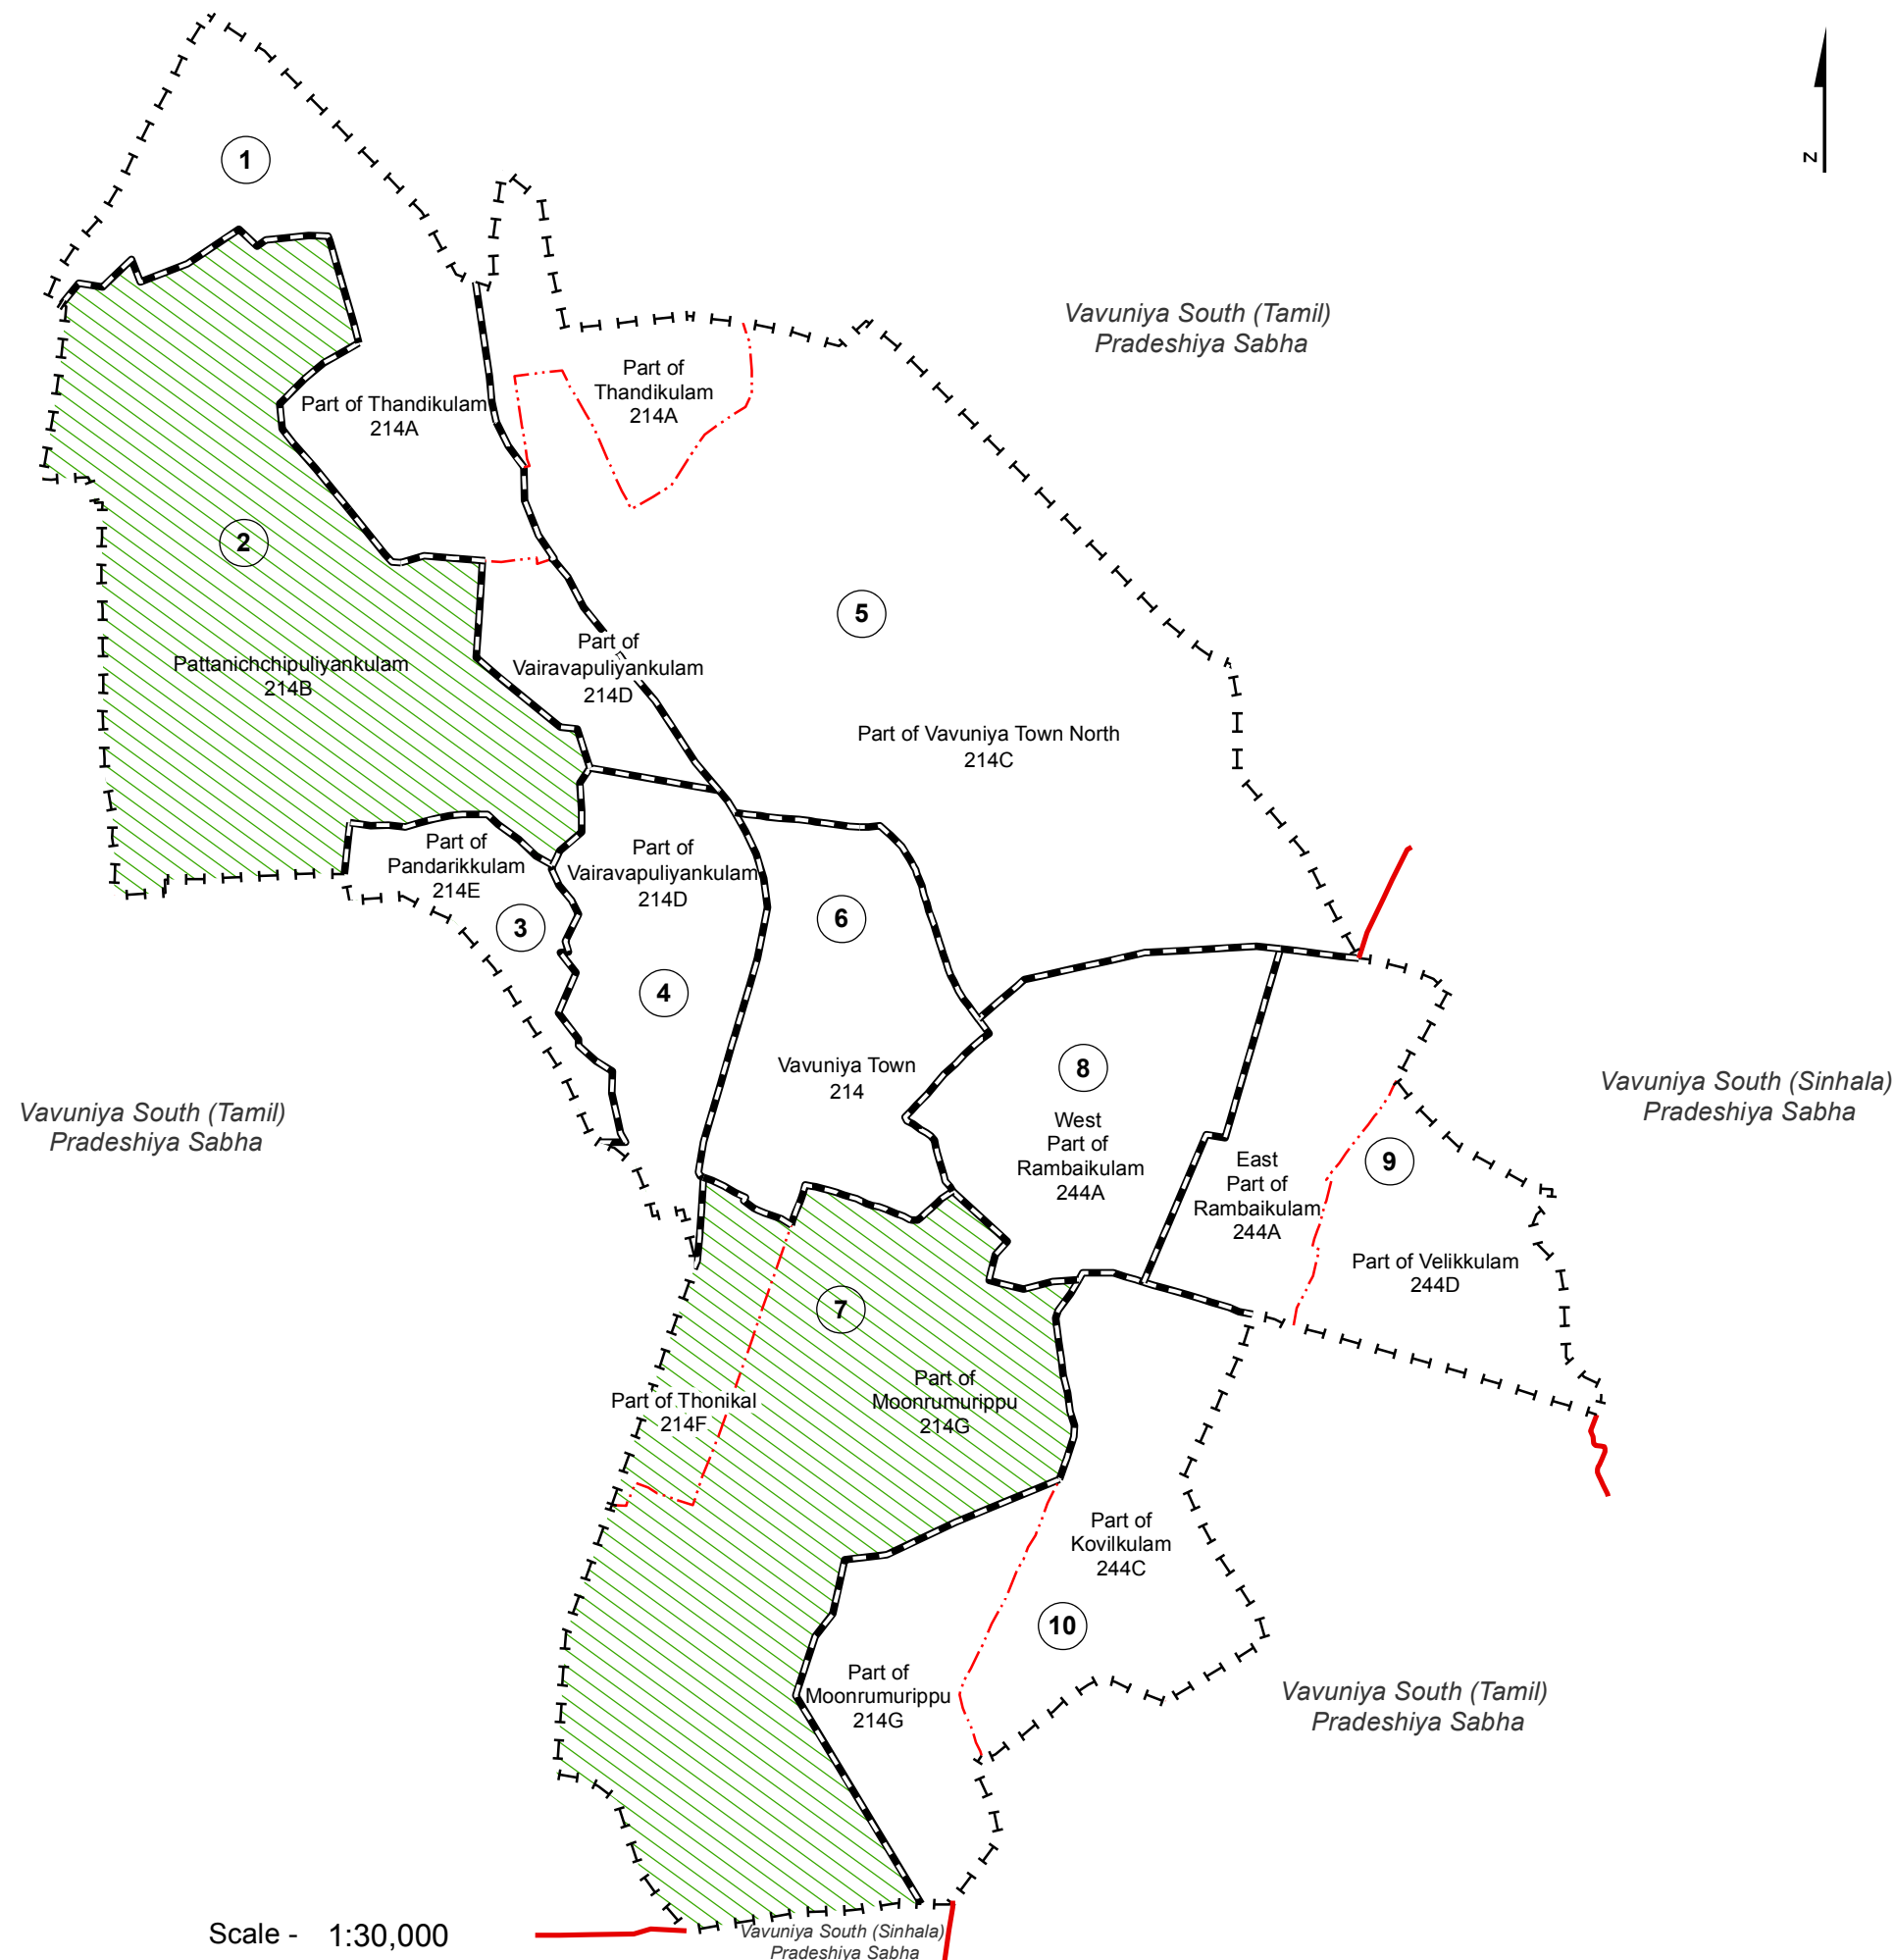 1
Z
Vavuniya South (Tamil)
Pradeshiya Sabha
Part of
Thandikulam
214A
Part of Thandikulam
214A
2
5
Part of
Vairavapuliyankulam
214D
Pattanichchipuliyankulam
214B
Part of Vavuniya Town North
214C
Part of
Pandarikkulam
214E
Part of
Vairavapuliyankulam
214D
3
6
4
Vavuniya Town
214
8
West
Part of
Rambaikulam
244A
Vavuniya South (Sinhala)
Pradeshiya Sabha
Vavuniya South (Tamil)
Pradeshiya Sabha
East
Part of
Rambaikulam
244A
9
Part of Velikkulam
244D
7
Part of Thonikal
214F
Part of
Moonrumurippu
214G
Part of
Kovilkulam
244C
10
Part of
Moonrumurippu
214G
Vavuniya South (Tamil)
Pradeshiya Sabha
Scale - 1:30,000
Vavuniya South (Sinhala)
Pradeshiya Sabha